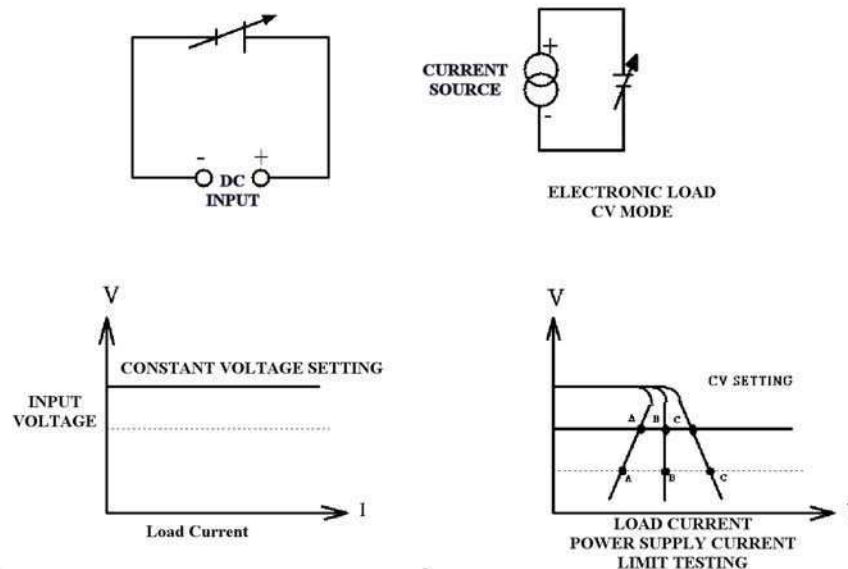 - DC +
INPUT
CURRENT
SOURCE
+
-
ELECTRONIC LOAD
CV MODE
V
CONSTANT VOLTAGE SETTING
INPUT
VOLTAGE
I
Load Current
V
CV SETTING
A B C
A B C
LOAD CURRENT
POWER SUPPLY CURRENT
LIMIT TESTING